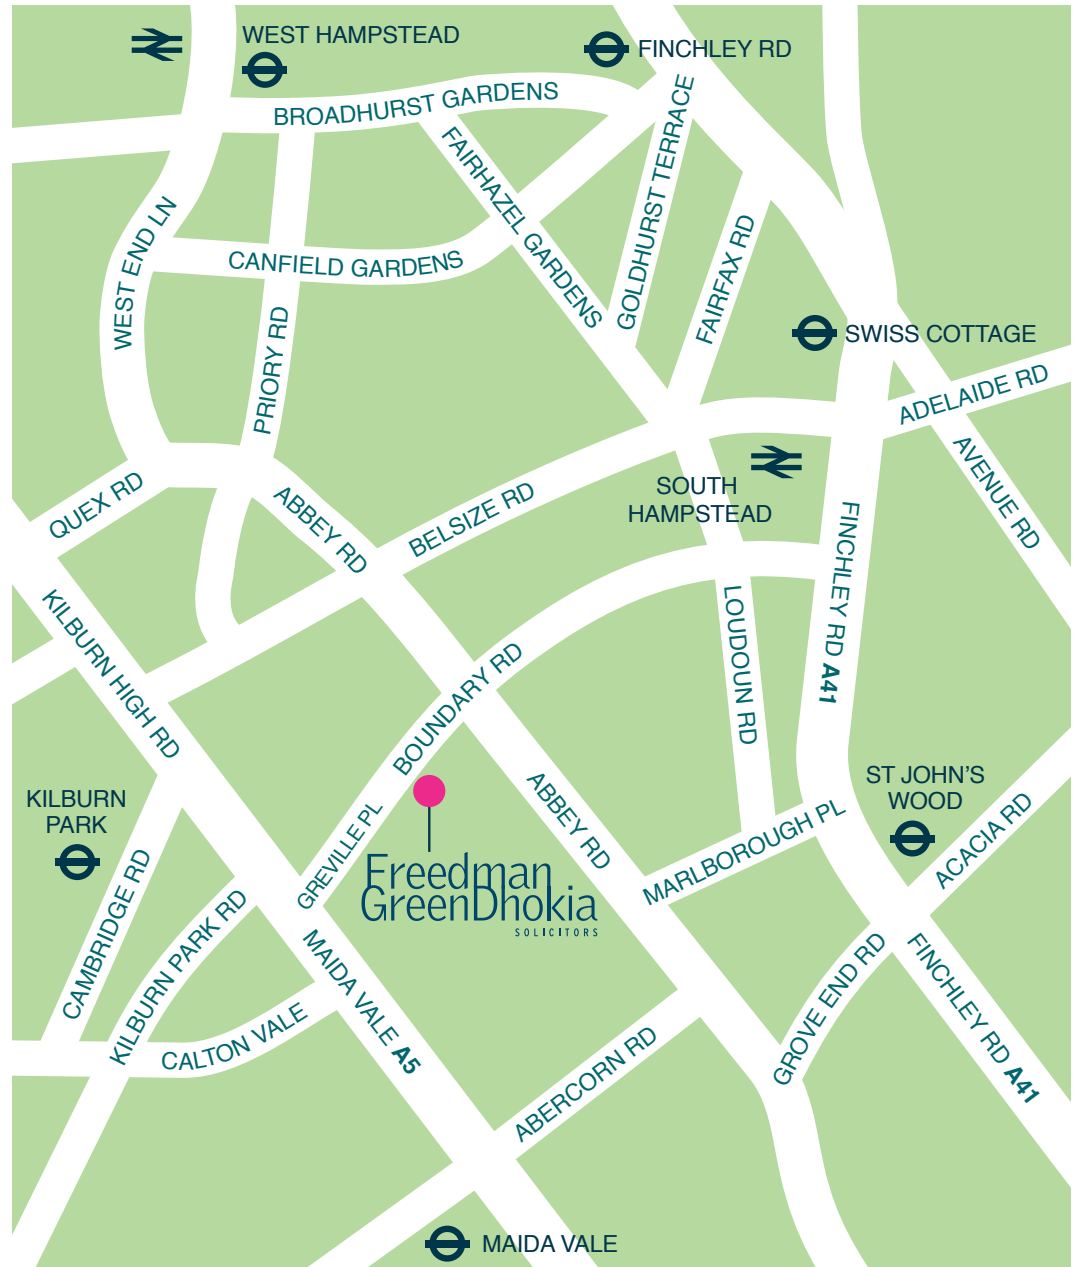 WEST HAMPSTEAD
FINCHLEY RD
BROADHURST GARDENS
GOLDHURST TERRACE
FAIRHAZEL GARDENS
WEST END LN
FAIRFAX RD
CANFIELD GARDENS
PRIORY RD
SWISS COTTAGE
ADELAIDE RD
AVENUE RD
QUEX RD
ABBEY RD
BELSIZE RD
SOUTH
HAMPSTEAD
FINCHLEY RD A41
KILBURN HIGH RD
LOUDOUN RD
BOUNDARY RD
ST JOHN'S
WOOD
KILBURN
PARK
ABBEY RD
MARLBOROUGH PL
ACACIA RD
GREVILLE PL
CAMBRIDGE RD
Freedman
GreenDhokia
SOLICITORS
KILBURN PARK RD
MAIDA VALE A5
GROVE END RD
FINCHLEY RD A41
CALTON VALE
ABERCORN RD
MAIDA VALE